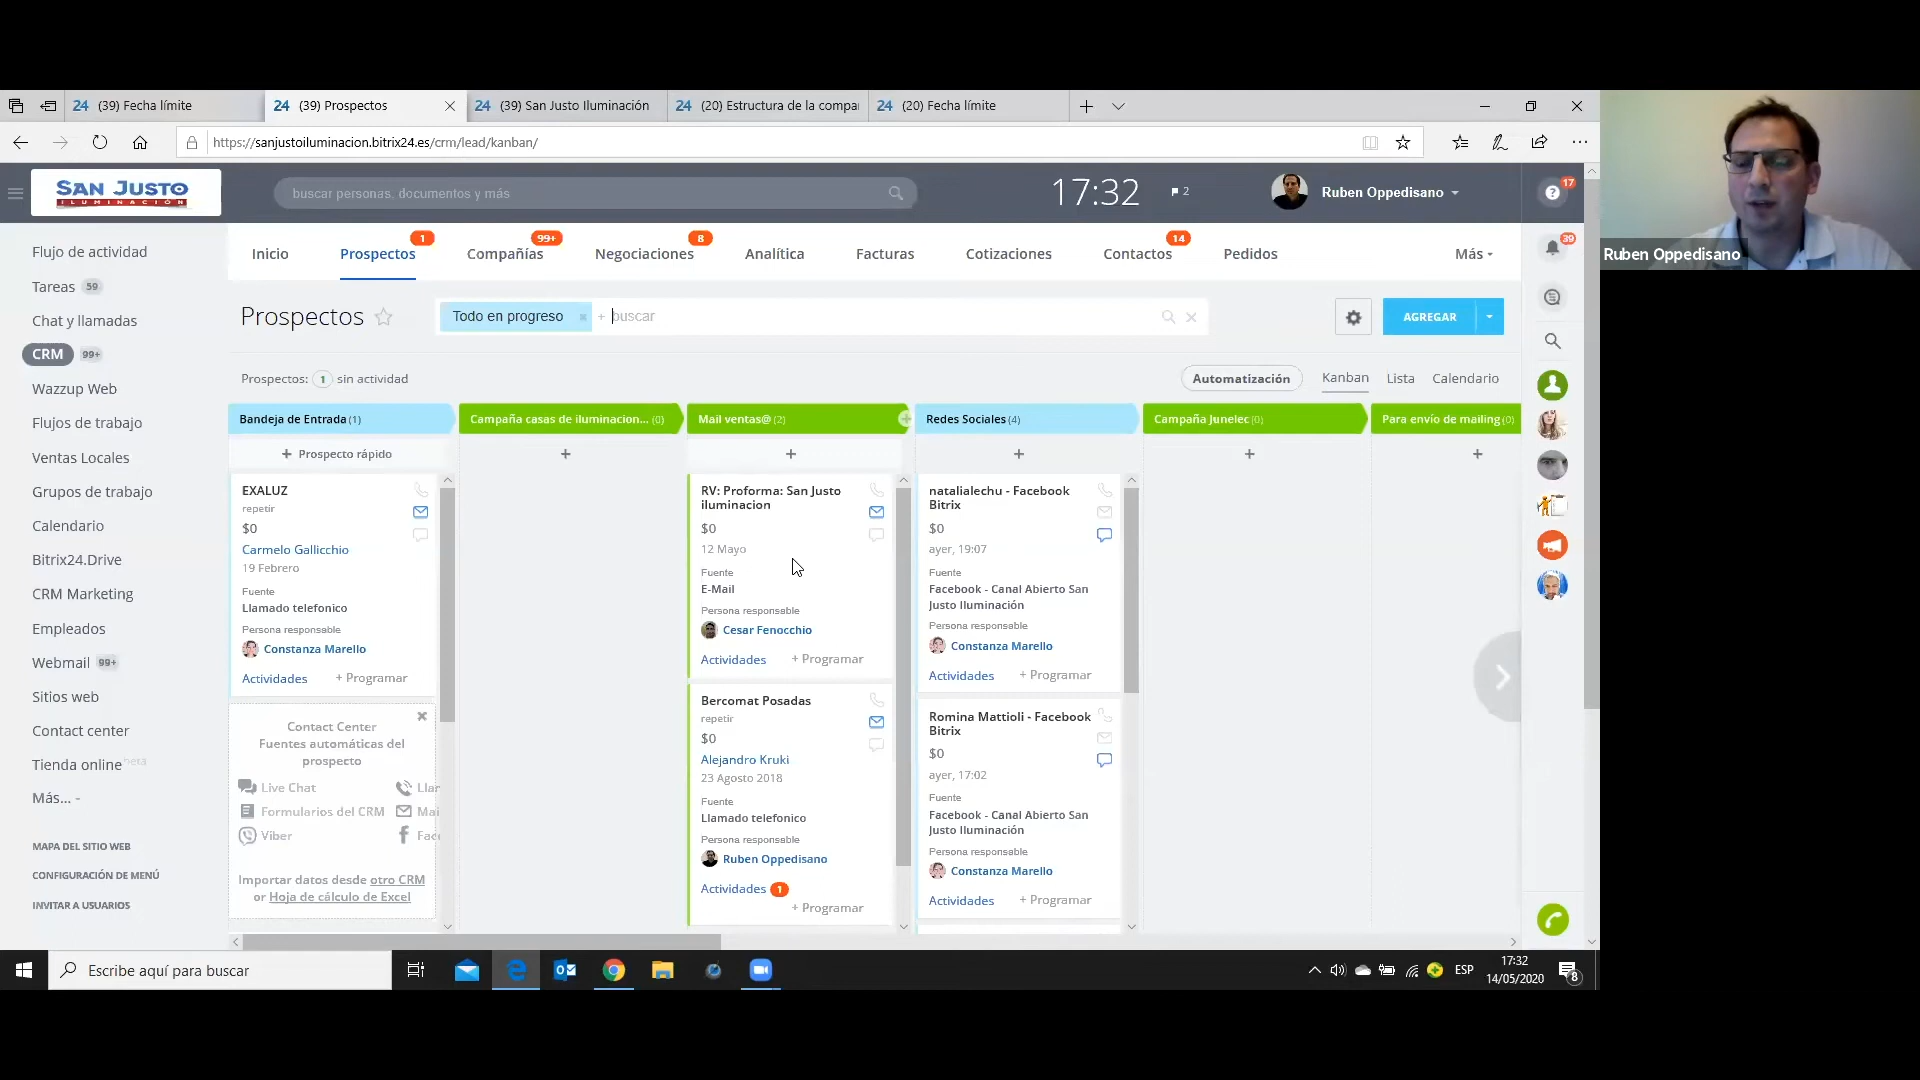 24 (39) Fecha límite
24 (39) Prospectos
24 (39) San Justo Iluminación
24 (20) Estructura de la compai
24 (20) Fecha límite
https://sanjustoiluminacion.bitrix24.es/crm/lead/kanban/
SAN JUSTO
ILUMINACIÓN
buscar personas, documentos y más
17:32
2
Ruben Oppedisano
17
Ruben Oppedisano
Flujo de actividad
Tareas 59
Chat y llamadas
CRM 99+
Wazzup Web
Flujos de trabajo
Ventas Locales
Grupos de trabajo
Calendario
Bitrix24.Drive
CRM Marketing
Empleados
Webmail 99+
Sitios web
Contact center
Tienda online beta
Más... -
MAPA DEL SITIO WEB
CONFIGURACIÓN DE MENÚ
INVITAR A USUARIOS
Inicio
Prospectos 1
Compañías 99+
Negociaciones 8
Analítica
Facturas
Cotizaciones
Contactos 14
Pedidos
Más
39
Prospectos
Todo en progreso
+ buscar
AGREGAR
Prospectos: 1 sin actividad
Automatización
Kanban
Lista
Calendario
Bandeja de Entrada (1)
Campaña casas de iluminacion... (0)
Mail ventas@ (2)
Redes Sociales (4)
Campaña Junelec (0)
Para envío de mailing (0)
+ Prospecto rápido
+
+
+
+
+
EXALUZ
repetir
$0
Carmelo Gallicchio
19 Febrero
Fuente
Llamado telefonico
Persona responsable
Constanza Marello
Actividades + Programar
Contact Center
Fuentes automáticas del
prospecto
Live Chat
Llar
Formularios del CRM
Mai
Viber
Face
Importar datos desde otro CRM
or Hoja de cálculo de Excel
RV: Proforma: San Justo
iluminacion
$0
12 Mayo
Fuente
E-Mail
Persona responsable
Cesar Fenocchio
Actividades + Programar
Bercomat Posadas
repetir
$0
Alejandro Kruki
23 Agosto 2018
Fuente
Llamado telefonico
Persona responsable
Ruben Oppedisano
Actividades 1
+ Programar
natalialechu - Facebook
Bitrix
$0
ayer, 19:07
Fuente
Facebook - Canal Abierto San
Justo Iluminación
Persona responsable
Constanza Marello
Actividades + Programar
Romina Mattioli - Facebook
Bitrix
$0
ayer, 17:02
Fuente
Facebook - Canal Abierto San
Justo Iluminación
Persona responsable
Constanza Marello
Actividades + Programar
Escribe aquí para buscar
ESP
17:32
14/05/2020
8